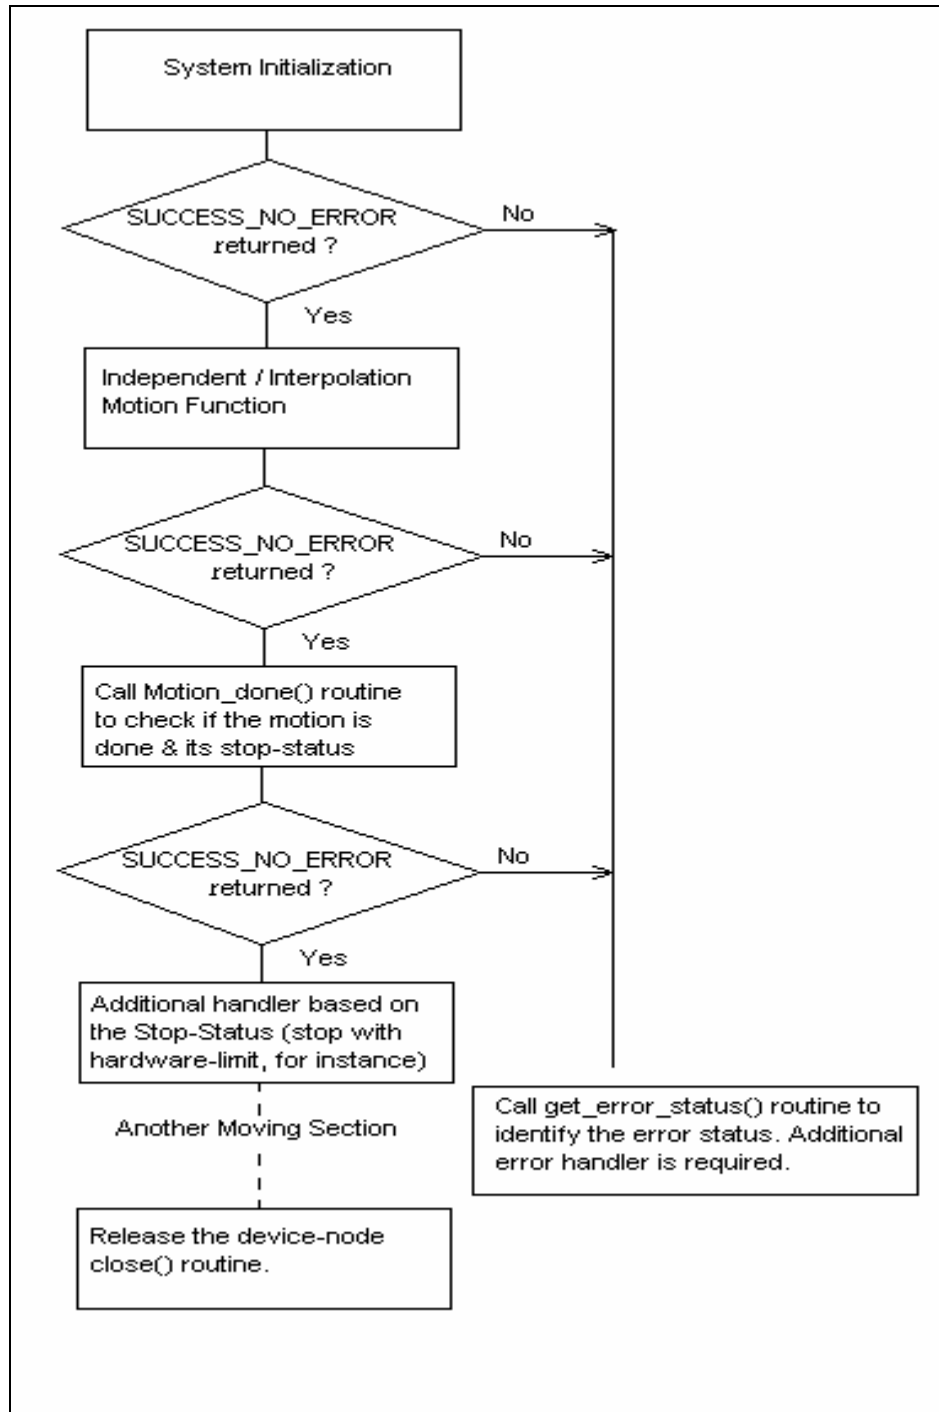 System Initialization
SUCCESS_NO_ERROR
returned ?
No
Yes
Independent / Interpolation
Motion Function
SUCCESS_NO_ERROR
returned ?
No
Yes
Call Motion_done() routine
to check if the motion is
done & its stop-status
SUCCESS_NO_ERROR
returned ?
No
Yes
Additional handler based on
the Stop-Status (stop with
hardware-limit, for instance)
Another Moving Section
Call get_error_status() routine to
identify the error status. Additional
error handler is required.
Release the device-node
close() routine.